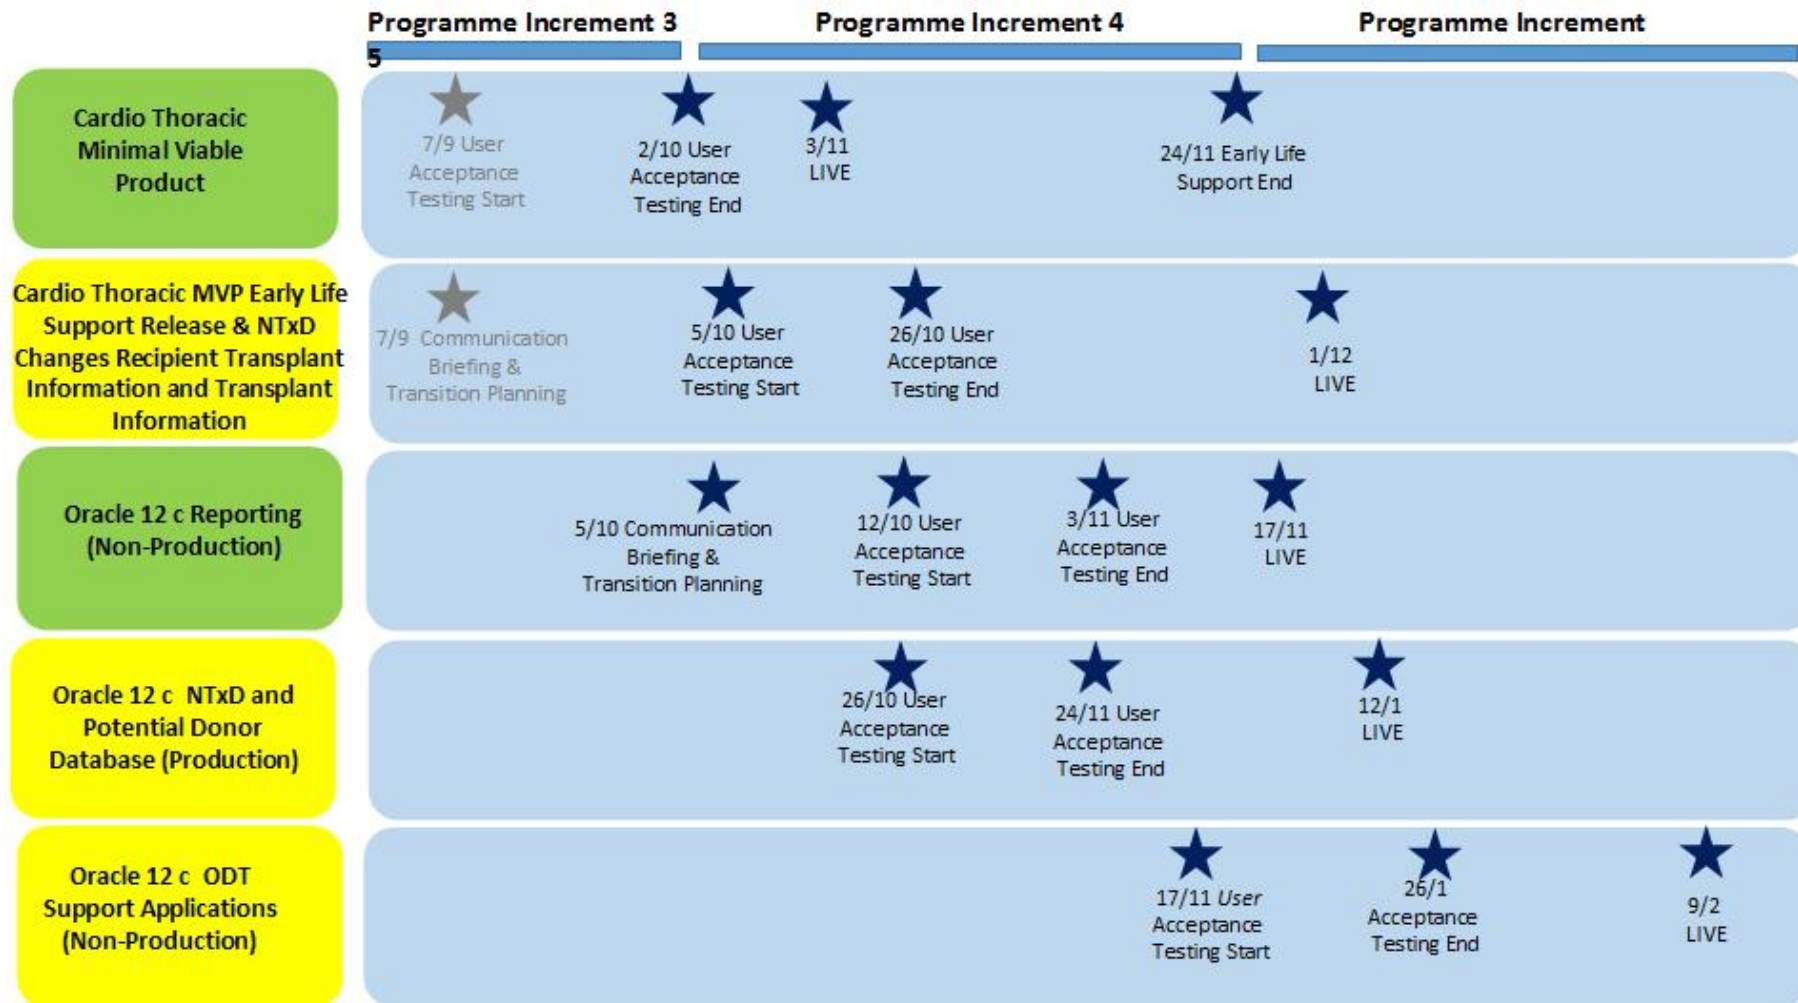 Programme Increment 3
Programme Increment 4
Programme Increment
5
Cardio Thoracic
Minimal Viable
Product
7/9 User
Acceptance
Testing Start
2/10 User
Acceptance
Testing End
3/11
LIVE
24/11 Early Life
Support End
Cardio Thoracic MVP Early Life
Support Release & NTxD
Changes Recipient Transplant
Information and Transplant
Information
7/9 Communication
Briefing &
Transition Planning
5/10 User
Acceptance
Testing Start
26/10 User
Acceptance
Testing End
1/12
LIVE
Oracle 12 c Reporting
(Non-Production)
5/10 Communication
Briefing &
Transition Planning
12/10 User
Acceptance
Testing Start
3/11 User
Acceptance
Testing End
17/11
LIVE
Oracle 12 c NTxD and
Potential Donor
Database (Production)
26/10 User
Acceptance
Testing Start
24/11 User
Acceptance
Testing End
12/1
LIVE
Oracle 12 c ODT
Support Applications
(Non-Production)
17/11 User
Acceptance
Testing Start
26/1
Acceptance
Testing End
9/2
LIVE